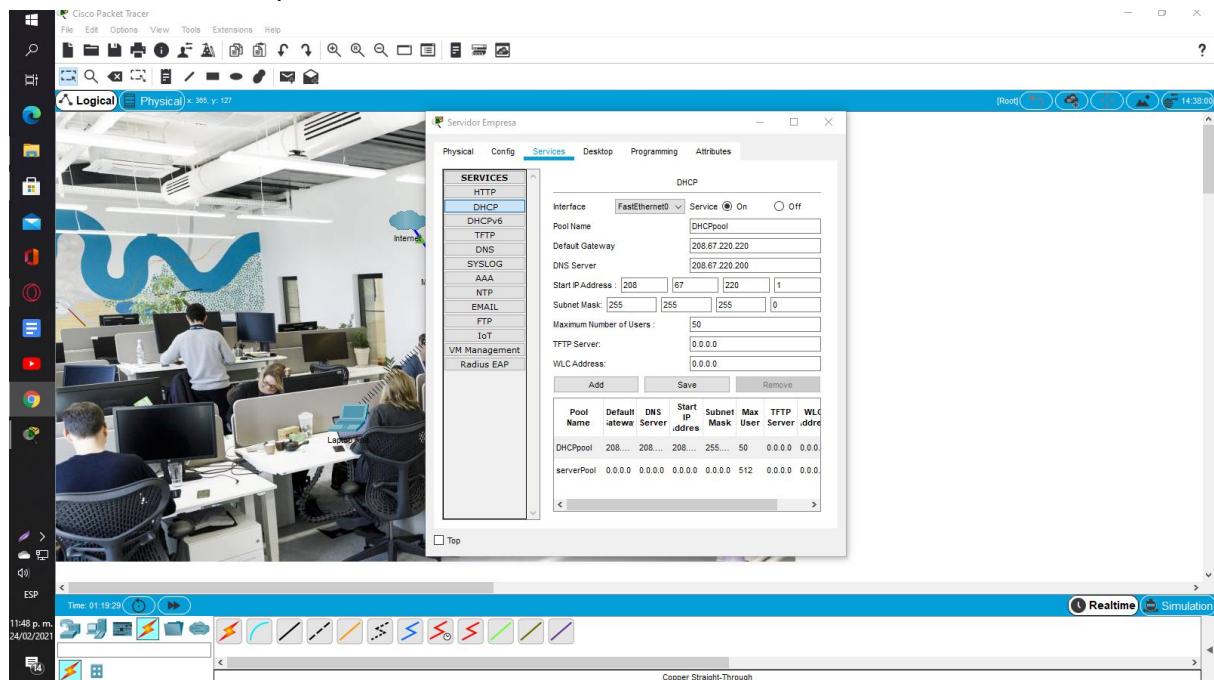 Cisco Packet Tracer
File Edit Options View Tools Extensions Help
?
Logical Physical x: 365, y: 127 [Root] 14:38:00
Servidor Empresa
Physical Config Services Desktop Programming Attributes
SERVICES
HTTP
DHCP
DHCPv6
TFTP
DNS
SYSLOG
AAA
NTP
EMAIL
FTP
IoT
VM Management
Radius EAP
DHCP
Interface FastEthernet0 Service On Off
Pool Name DHCPpool
Default Gateway 208.67.220.220
DNS Server 208.67.220.200
Start IP Address : 208 67 220 1
Subnet Mask: 255 255 255 0
Maximum Number of Users : 50
TFTP Server: 0.0.0.0
WLC Address: 0.0.0.0
Add Save Remove
Pool Name Default DNS Server Start IP Subnet Mask Max User TFTP Server
DHCPpool 208.... 208.... 208.... 255.... 50 0.0.0.0 0.0.0.
serverPool 0.0.0.0 0.0.0.0 0.0.0.0 0.0.0.0 512 0.0.0.0 0.0.0.
Top
Internet
Time: 01:19:29 Realtime Simulation
Copper Straight-Through
ESP
11:48 p. m.
24/02/2021
14